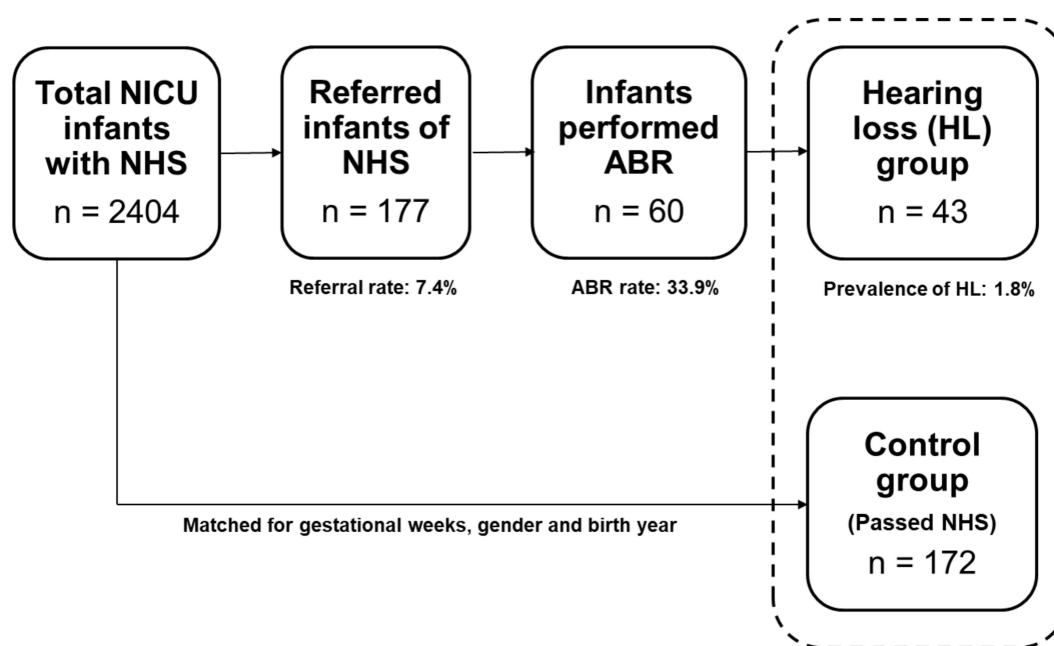 Total NICU
infants
with NHS
n = 2404
Referred
infants of
NHS
n = 177
Referral rate: 7.4%
Infants
performed
ABR
n = 60
ABR rate: 33.9%
Hearing
loss (HL)
group
n = 43
Prevalence of HL: 1.8%
Matched for gestational weeks, gender and birth year
Control
group
(Passed NHS)
n = 172